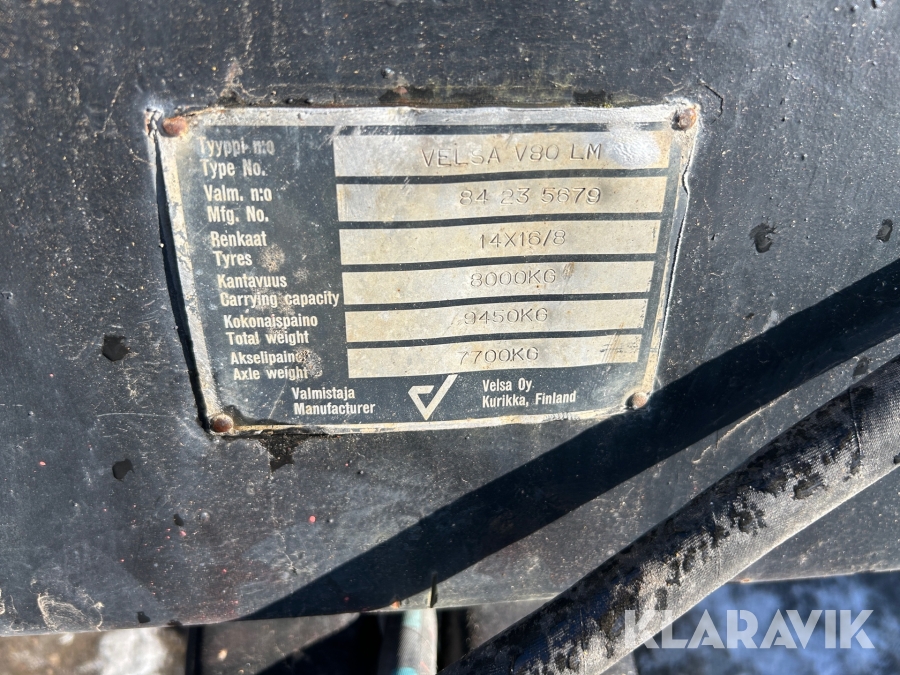 Tyyppi n:o
Type No.
VELSA V80 LM
Valm. n:o
Mfg. No.
84 23 5679
Renkaat
Tyres
14X16/8
Kantavuus
Carrying capacity
8000KG
Kokonaispaino
Total weight
9450KG
Akselipaino
Axle weight
7700KG
Valmistaja
Manufacturer
Velsa Oy.
Kurikka, Finland
KLARAVIK